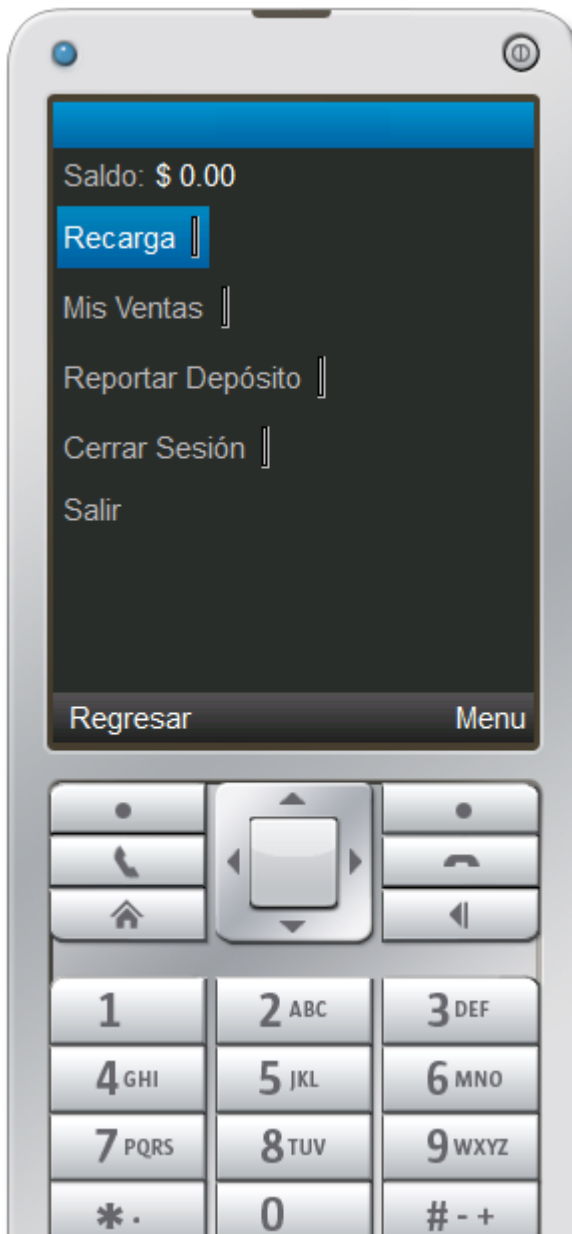 Saldo: $ 0.00
Recarga
Mis Ventas
Reportar Depósito
Cerrar Sesión
Salir
Regresar Menu
1 2 ABC 3 DEF
4 GHI 5 JKL 6 MNO
7 PQRS 8 TUV 9 WXYZ
* . 0 # - +